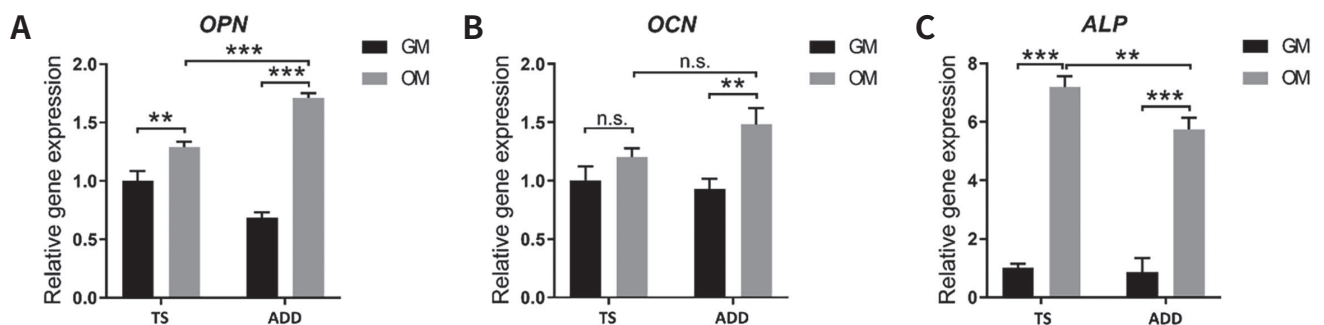 A
OPN
GM
OM
Relative gene expression
2.0
1.5
1.0
0.5
0.0
**
***
***
TS
ADD
B
OCN
GM
OM
Relative gene expression
2.0
1.5
1.0
0.5
0.0
n.s.
n.s.
**
TS
ADD
C
ALP
GM
OM
Relative gene expression
8
6
4
2
0
***
**
***
TS
ADD